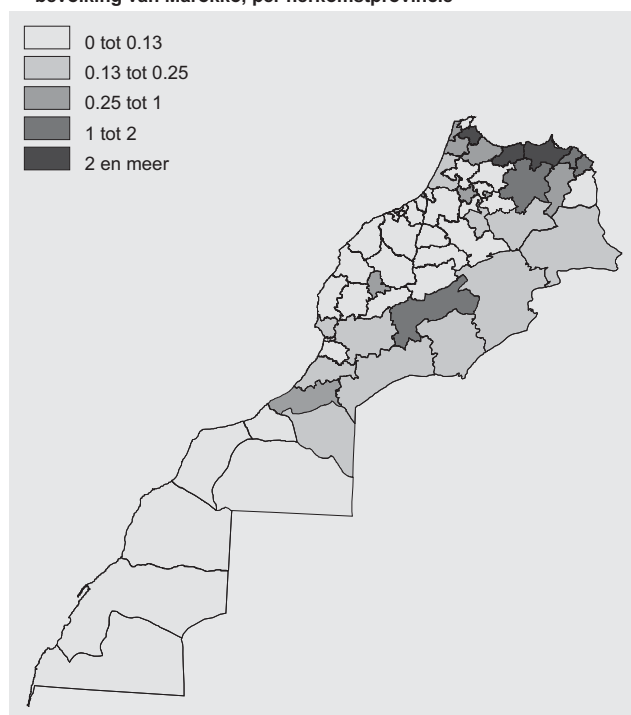 bevolking van Marokko, per herkomstprovincie
0 tot 0.13
0.13 tot 0.25
0.25 tot 1
1 tot 2
2 en meer